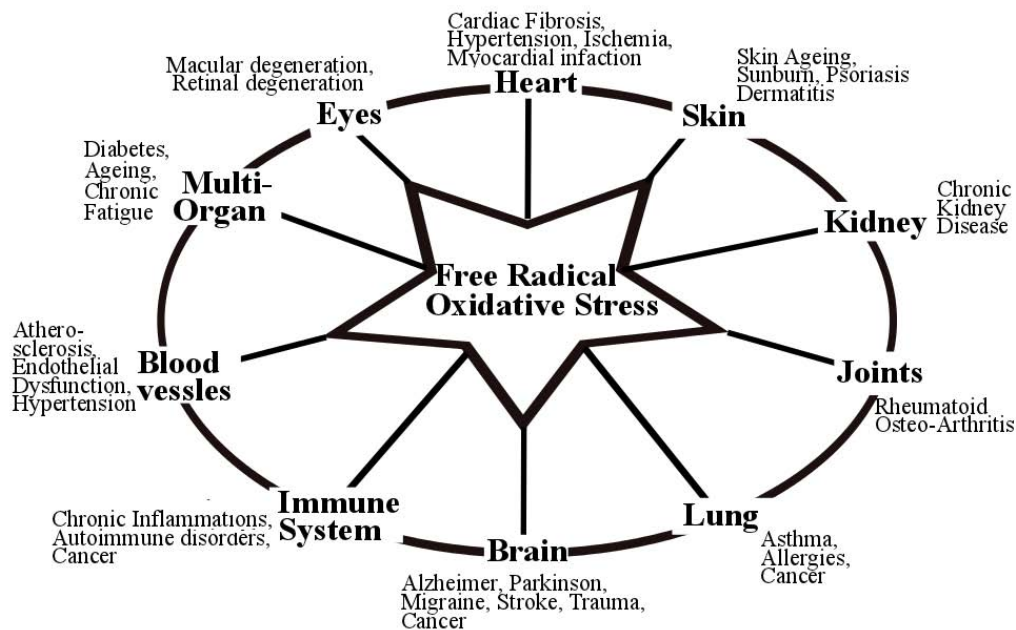 Cardiac Fibrosis,
Hypertension, Ischemia,
Myocardial infaction
Heart
Skin Ageing,
Sunburn, Psoriasis
Dermatitis
Skin
Chronic
Kidney
Disease
Kidney
Joints
Rheumatoid
Osteo-Arthritis
Lung
Asthma,
Allergies,
Cancer
Brain
Alzheimer, Parkinson,
Migraine, Stroke, Trauma,
Cancer
Immune
System
Chronic Inflammations,
Autoimmune disorders,
Cancer
Blood
vessles
Athero-
sclerosis,
Endothelial
Dysfunction,
Hypertension
Multi-
Organ
Diabetes,
Ageing,
Chronic
Fatigue
Eyes
Macular degeneration,
Retinal degeneration
Free Radical
Oxidative Stress